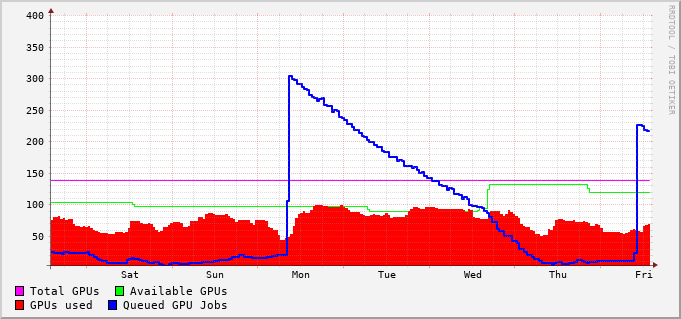 400
350
300
250
200
150
100
50
Sat Sun Mon Tue Wed Thu Fri
Total GPUs Available GPUs
GPUs used Queued GPU Jobs
RRDTOOL / TOBI OETIKER